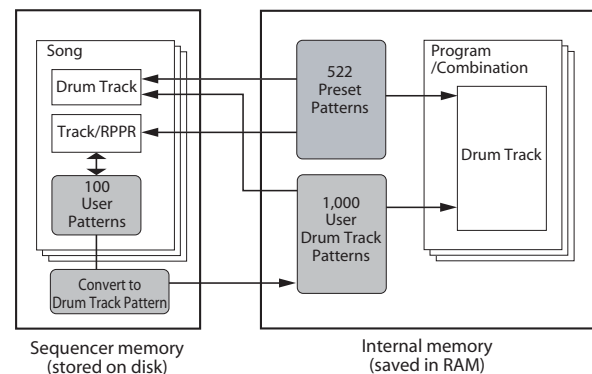 Song
Drum Track
Track/RPPR
100
User
Patterns
Convert to
Drum Track Pattern
Sequencer memory
(stored on disk)
522
Preset
Patterns
1,000
User
Drum Track
Patterns
Program
/Combination
Drum Track
Internal memory
(saved in RAM)